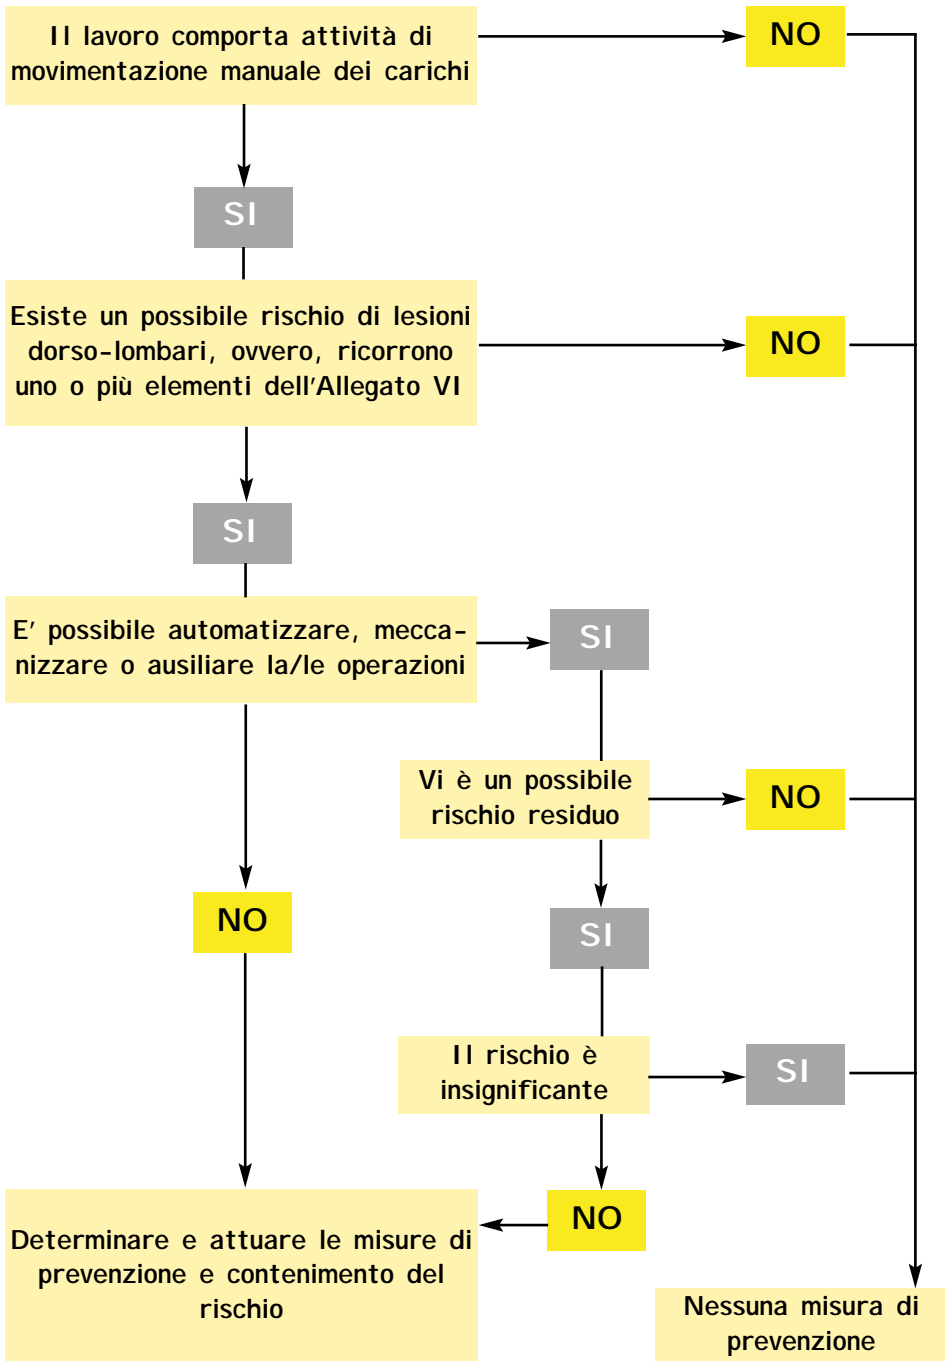 Il lavoro comporta attività di
movimentazione manuale dei carichi
NO
SI
Esiste un possibile rischio di lesioni
dorso-lombari, ovvero, ricorrono
uno o più elementi dell'Allegato VI
NO
SI
E' possibile automatizzare, mecca-
nizzare o ausiliare la/le operazioni
SI
Vi è un possibile
rischio residuo
NO
NO
SI
Il rischio è
insignificante
SI
NO
Determinare e attuare le misure di
prevenzione e contenimento del
rischio
Nessuna misura di
prevenzione